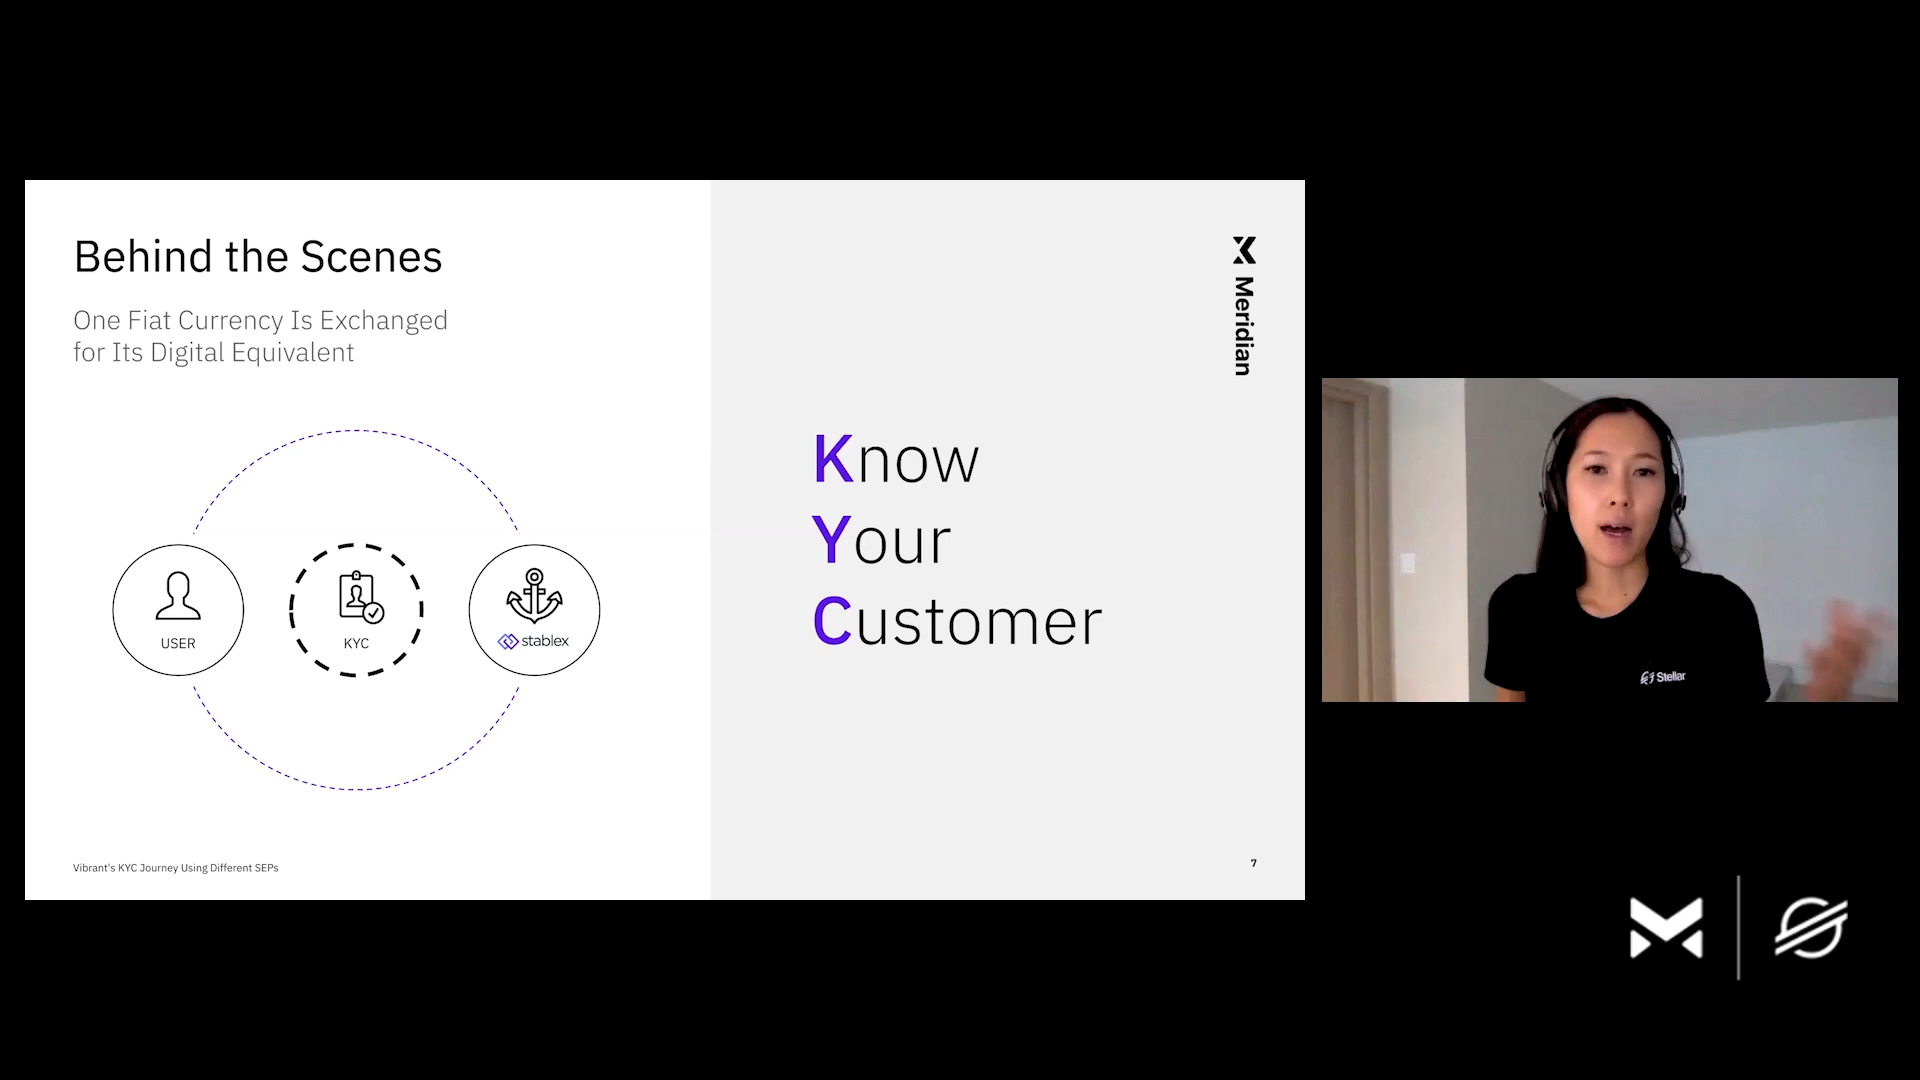 Behind the Scenes
One Fiat Currency Is Exchanged
for Its Digital Equivalent
USER
KYC
stablex
Vibrant's KYC Journey Using Different SEPs
Know
Your
Customer
Meridian
7
Stellar